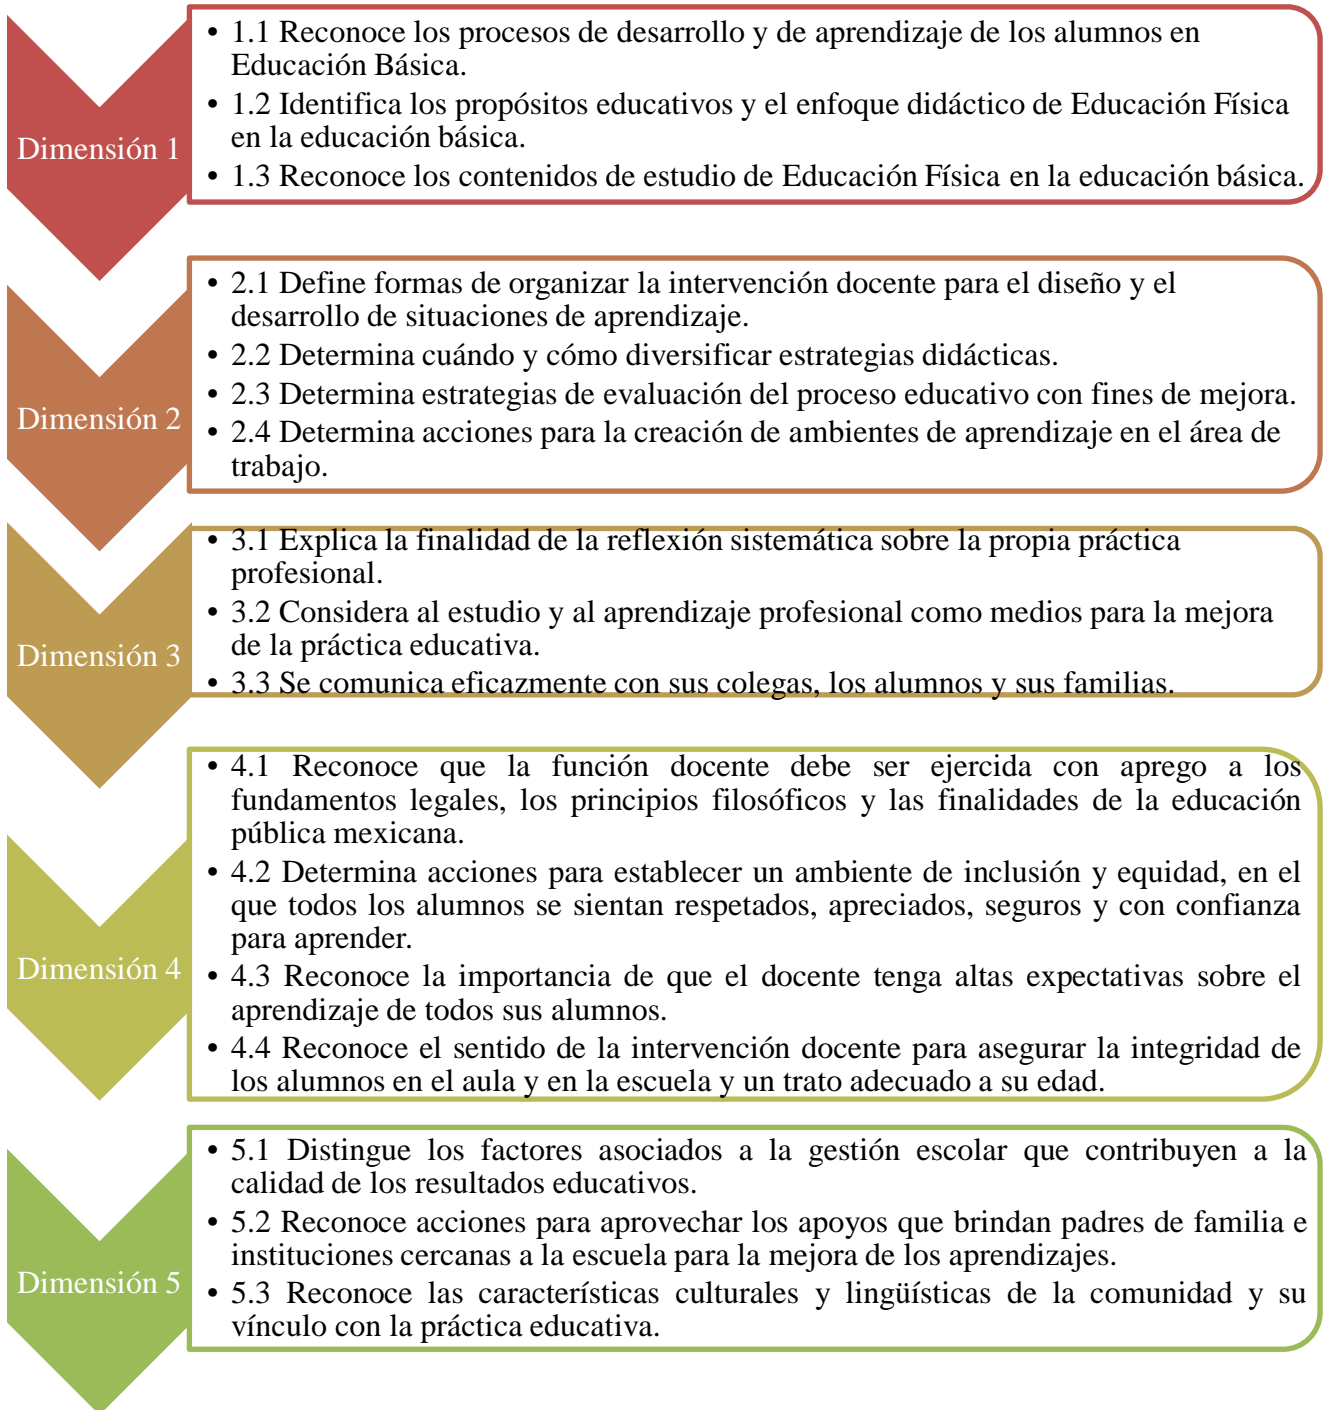 Dimensión 1
• 1.1 Reconoce los procesos de desarrollo y de aprendizaje de los alumnos en
Educación Básica.
• 1.2 Identifica los propósitos educativos y el enfoque didáctico de Educación Física
en la educación básica.
• 1.3 Reconoce los contenidos de estudio de Educación Física en la educación básica.
Dimensión 2
• 2.1 Define formas de organizar la intervención docente para el diseño y el
desarrollo de situaciones de aprendizaje.
• 2.2 Determina cuándo y cómo diversificar estrategias didácticas.
• 2.3 Determina estrategias de evaluación del proceso educativo con fines de mejora.
• 2.4 Determina acciones para la creación de ambientes de aprendizaje en el área de
trabajo.
Dimensión 3
• 3.1 Explica la finalidad de la reflexión sistemática sobre la propia práctica
profesional.
• 3.2 Considera al estudio y al aprendizaje profesional como medios para la mejora
de la práctica educativa.
• 3.3 Se comunica eficazmente con sus colegas, los alumnos y sus familias.
Dimensión 4
• 4.1 Reconoce que la función docente debe ser ejercida con aprego a los
fundamentos legales, los principios filosóficos y las finalidades de la educación
pública mexicana.
• 4.2 Determina acciones para establecer un ambiente de inclusión y equidad, en el
que todos los alumnos se sientan respetados, apreciados, seguros y con confianza
para aprender.
• 4.3 Reconoce la importancia de que el docente tenga altas expectativas sobre el
aprendizaje de todos sus alumnos.
• 4.4 Reconoce el sentido de la intervención docente para asegurar la integridad de
los alumnos en el aula y en la escuela y un trato adecuado a su edad.
Dimensión 5
• 5.1 Distingue los factores asociados a la gestión escolar que contribuyen a la
calidad de los resultados educativos.
• 5.2 Reconoce acciones para aprovechar los apoyos que brindan padres de familia e
instituciones cercanas a la escuela para la mejora de los aprendizajes.
• 5.3 Reconoce las características culturales y lingüísticas de la comunidad y su
vínculo con la práctica educativa.